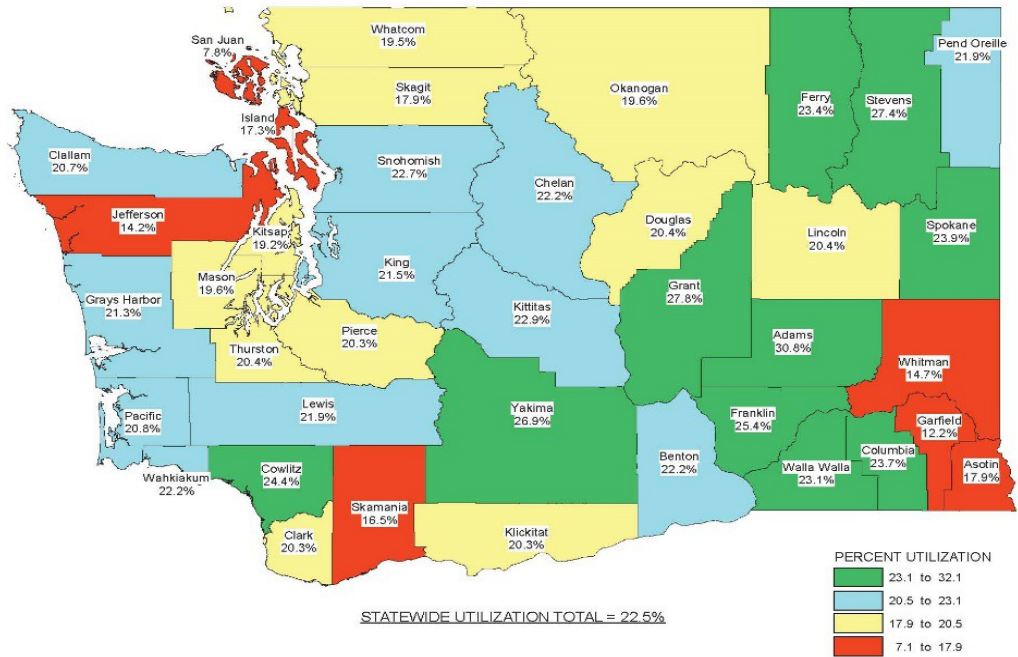 Whatcom
19.5%
San Juan
7.8%
Skagit
17.9%
Okanogan
19.6%
Ferry
23.4%
Stevens
27.4%
Pend Oreille
21.9%
Island
17.3%
Clallam
20.7%
Snohomish
22.7%
Chelan
22.2%
Jefferson
14.2%
Kitsap
19.2%
Douglas
20.4%
Lincoln
20.4%
Spokane
23.9%
King
21.5%
Mason
19.6%
Grays Harbor
21.3%
Kittitas
22.9%
Grant
27.8%
Pierce
20.3%
Thurston
20.4%
Adams
30.8%
Whitman
14.7%
Pacific
20.8%
Lewis
21.9%
Yakima
26.9%
Franklin
25.4%
Garfield
12.2%
Benton
22.2%
Walla Walla
23.1%
Columbia
23.7%
Asotin
17.9%
Wahkiakum
22.2%
Cowlitz
24.4%
Skamania
16.5%
Clark
20.3%
Klickitat
20.3%
PERCENT UTILIZATION
23.1 to 32.1
20.5 to 23.1
17.9 to 20.5
7.1 to 17.9
STATEWIDE UTILIZATION TOTAL = 22.5%